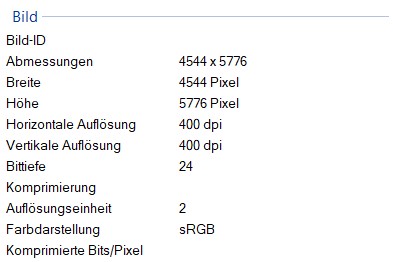 Bild
Bild-ID
Abmessungen 4544 x 5776
Breite 4544 Pixel
Höhe 5776 Pixel
Horizontale Auflösung 400 dpi
Vertikale Auflösung 400 dpi
Bittiefe 24
Komprimierung
Auflösungseinheit 2
Farbdarstellung sRGB
Komprimierte Bits/Pixel